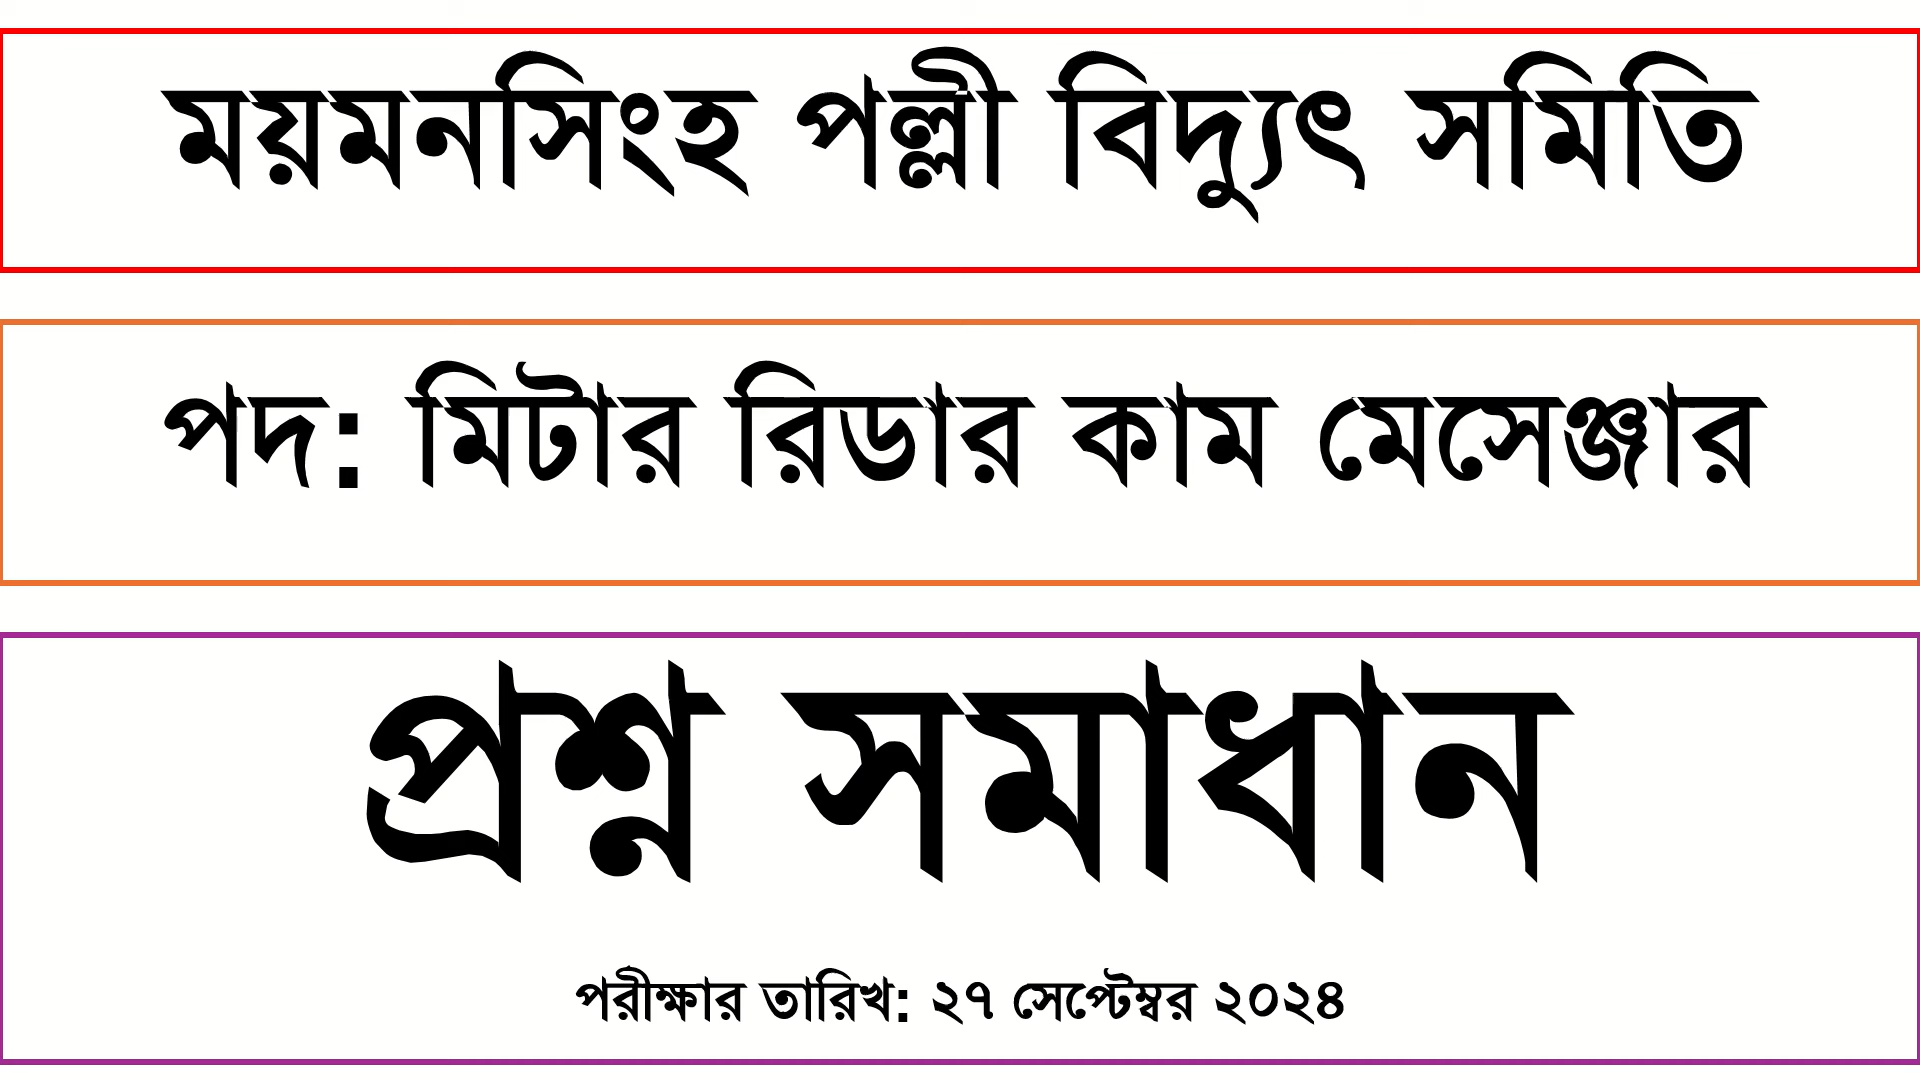 ময়মনসিংহ পল্লী বিদ্যুৎ সমিতি
পদ: মিটার রিডার কাম মেসেঞ্জার
প্রশ্ন সমাধান
পরীক্ষার তারিখ: ২৭ সেপ্টেম্বর ২০২৪